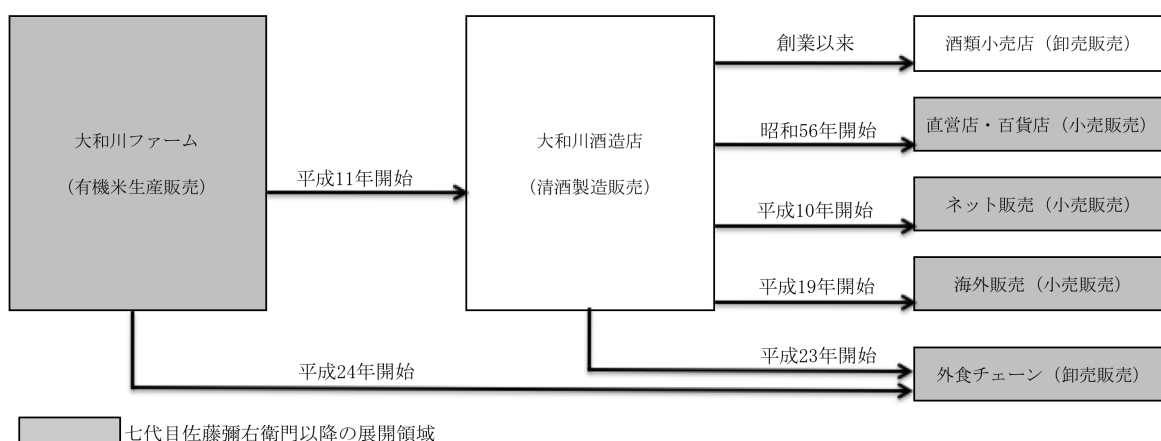 大和川ファーム
（有機米生産販売）
平成11年開始
大和川酒造店
（清酒製造販売）
創業以来
酒類小売店（卸売販売）
昭和56年開始
直営店・百貨店（小売販売）
平成10年開始
ネット販売（小売販売）
平成19年開始
海外販売（小売販売）
平成23年開始
平成24年開始
外食チェーン（卸売販売）
七代目佐藤彌右衛門以降の展開領域